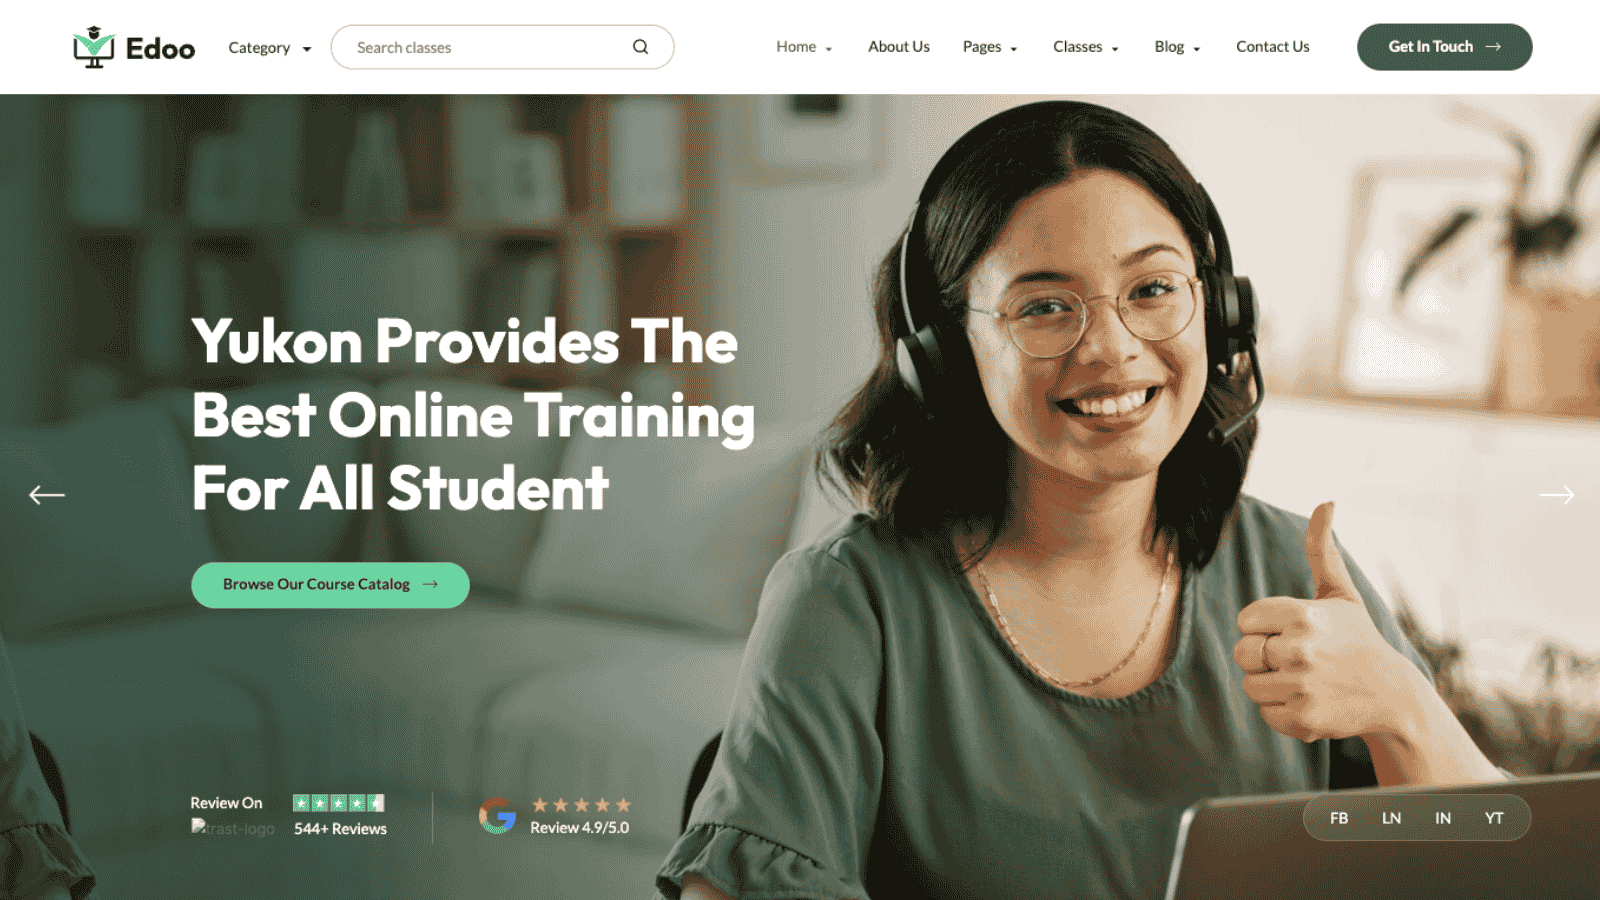 Edoo
Category
Search classes
Home
About Us
Pages
Classes
Blog
Contact Us
Get In Touch
Yukon Provides The
Best Online Training
For All Student
Browse Our Course Catalog
Review On
trast-logo
544+ Reviews
Review 4.9/5.0
FB LN IN YT